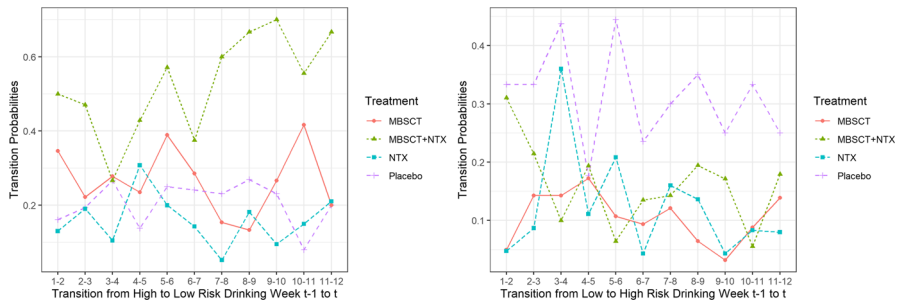 Transition Probabilities
0.6
0.4
0.2
1-2 2-3 3-4 4-5 5-6 6-7 7-8 8-9 9-10 10-11 11-12
Transition from High to Low Risk Drinking Week t-1 to t
Treatment
MBSCT
MBSCT+NTX
NTX
Placebo
Transition Probabilities
0.4
0.3
0.2
0.1
1-2 2-3 3-4 4-5 5-6 6-7 7-8 8-9 9-10 10-11 11-12
Transition from Low to High Risk Drinking Week t-1 to t
Treatment
MBSCT
MBSCT+NTX
NTX
Placebo